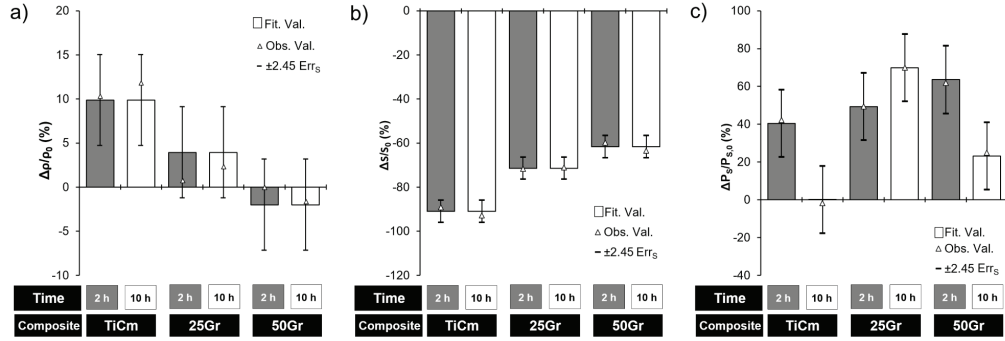 a)
Δρ/ρ₀ (%)
20
15
10
5
0
-5
-10
Fit. Val.
Obs. Val.
±2.45 Errₛ
Time
2 h
10 h
2 h
10 h
2 h
10 h
Composite
TiCm
25Gr
50Gr
b)
Δs/s₀ (%)
0
-20
-40
-60
-80
-100
-120
Fit. Val.
Obs. Val.
±2.45 Errₛ
2 h
10 h
2 h
10 h
2 h
10 h
Time
TiCm
25Gr
50Gr
Composite
c)
ΔPₛ/Pₛ,₀ (%)
100
80
60
40
20
0
-20
-40
Fit. Val.
Obs. Val.
±2.45 Errₛ
Time
2 h
10 h
2 h
10 h
2 h
10 h
Composite
TiCm
25Gr
50Gr